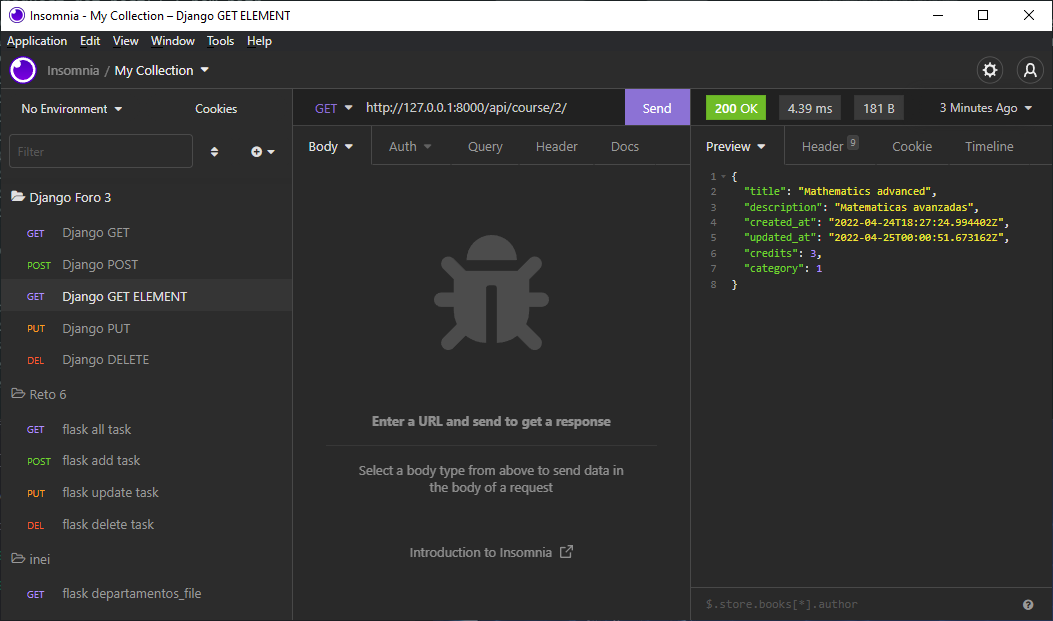 Insomnia - My Collection – Django GET ELEMENT
Application Edit View Window Tools Help
Insomnia / My Collection
No Environment Cookies
Filter
Django Foro 3
GET Django GET
POST Django POST
GET Django GET ELEMENT
PUT Django PUT
DEL Django DELETE
Reto 6
GET flask all task
POST flask add task
PUT flask update task
DEL flask delete task
inei
GET flask departamentos_file
GET http://127.0.0.1:8000/api/course/2/ Send
Body Auth Query Header Docs
Enter a URL and send to get a response
Select a body type from above to send data in
the body of a request
Introduction to Insomnia
200 OK 4.39 ms 181 B 3 Minutes Ago
Preview Header 9 Cookie Timeline
1 {
2 "title": "Mathematics advanced",
3 "description": "Matematicas avanzadas",
4 "created_at": "2022-04-24T18:27:24.994402Z",
5 "updated_at": "2022-04-25T00:00:51.673162Z",
6 "credits": 3,
7 "category": 1
8 }
$.store.books[*].author
?